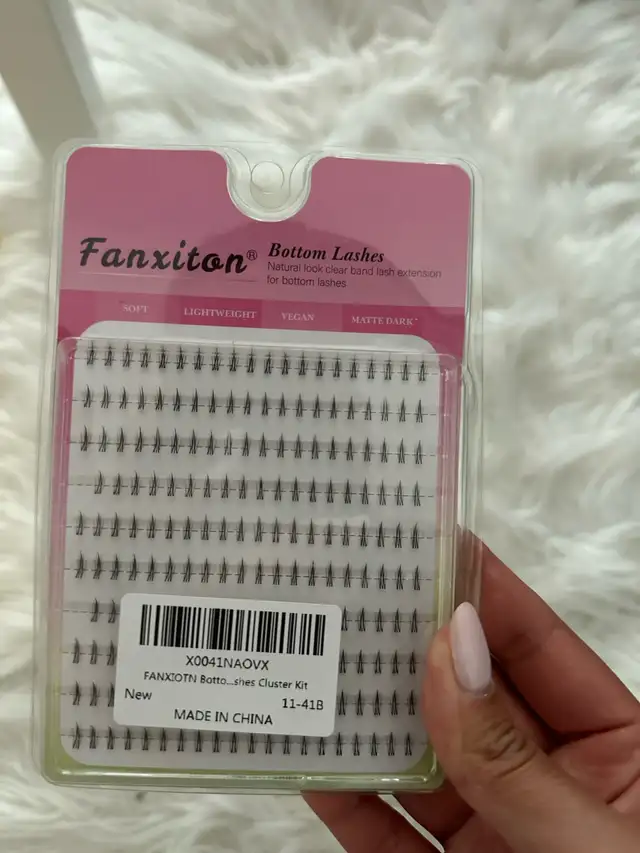 Fanxiton®
Bottom Lashes
Natural look clear band lash extension
for bottom lashes
SOFT LIGHTWEIGHT VEGAN MATTE DARK
X0041NAOVX
FANXIOTN Botto...shes Cluster Kit
New 11-41B
MADE IN CHINA